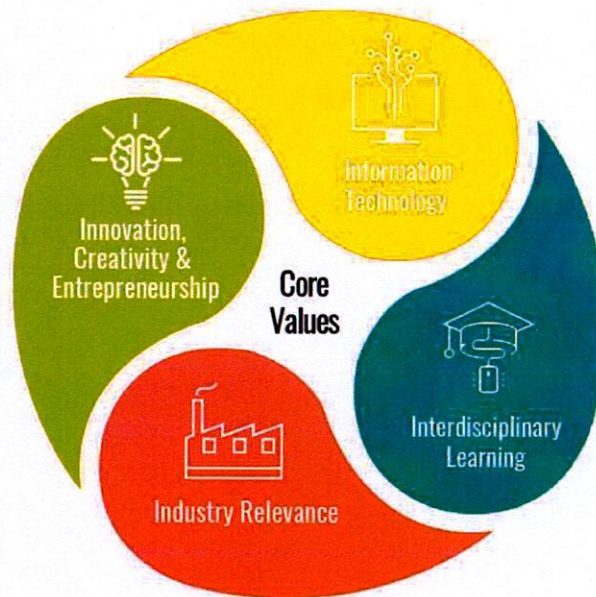 Information
Technology
Innovation,
Creativity &
Entrepreneurship
Core
Values
Interdisciplinary
Learning
Industry Relevance